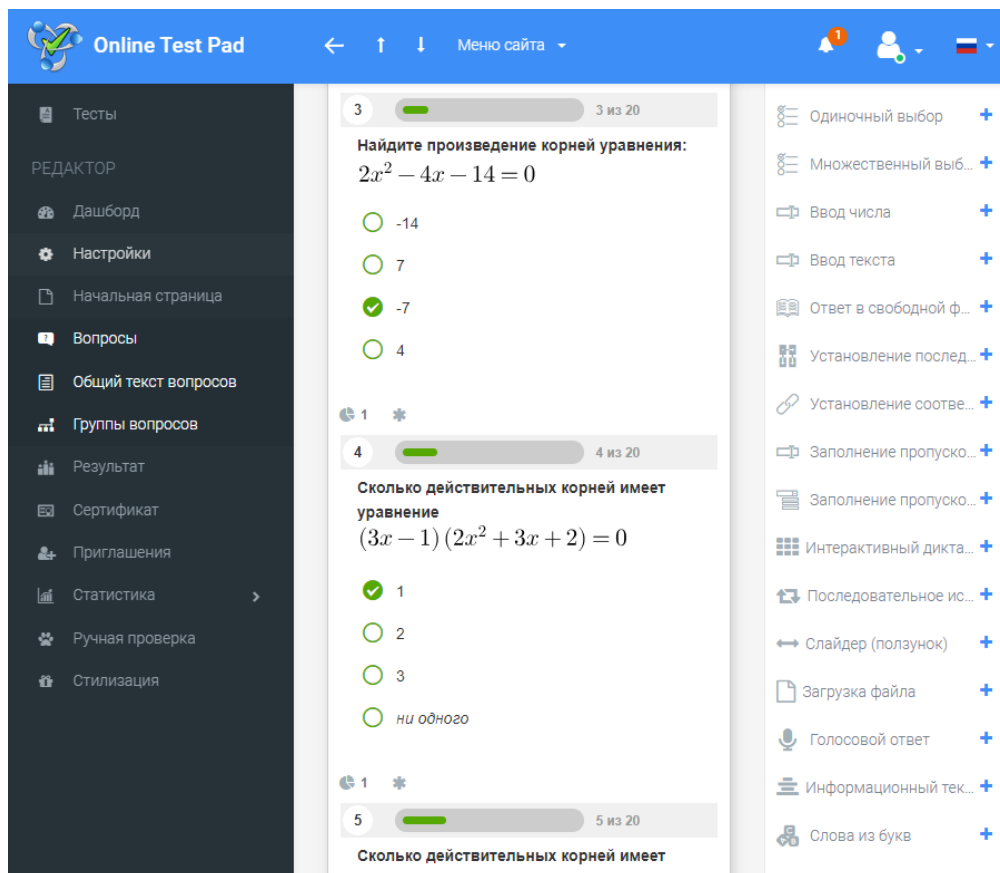 Online Test Pad
Меню сайта
1
Тесты
РЕДАКТОР
Дашборд
Настройки
Начальная страница
Вопросы
Общий текст вопросов
Группы вопросов
Результат
Сертификат
Приглашения
Статистика
Ручная проверка
Стилизация
3
3 из 20
Найдите произведение корней уравнения:
2x² − 4x − 14 = 0
-14
7
-7
4
1
4
4 из 20
Сколько действительных корней имеет
уравнение
(3x − 1) (2x² + 3x + 2) = 0
1
2
3
ни одного
1
5
5 из 20
Сколько действительных корней имеет
Одиночный выбор
Множественный выб...
Ввод числа
Ввод текста
Ответ в свободной ф...
Установление послед...
Установление соотве...
Заполнение пропуско...
Заполнение пропуско...
Интерактивный дикта...
Последовательное ис...
Слайдер (ползунок)
Загрузка файла
Голосовой ответ
Информационный тек...
Слова из букв